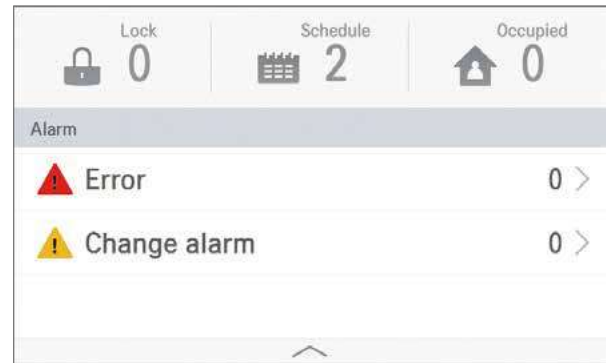 Lock
0
Schedule
2
Occupied
0
Alarm
Error 0
Change alarm 0